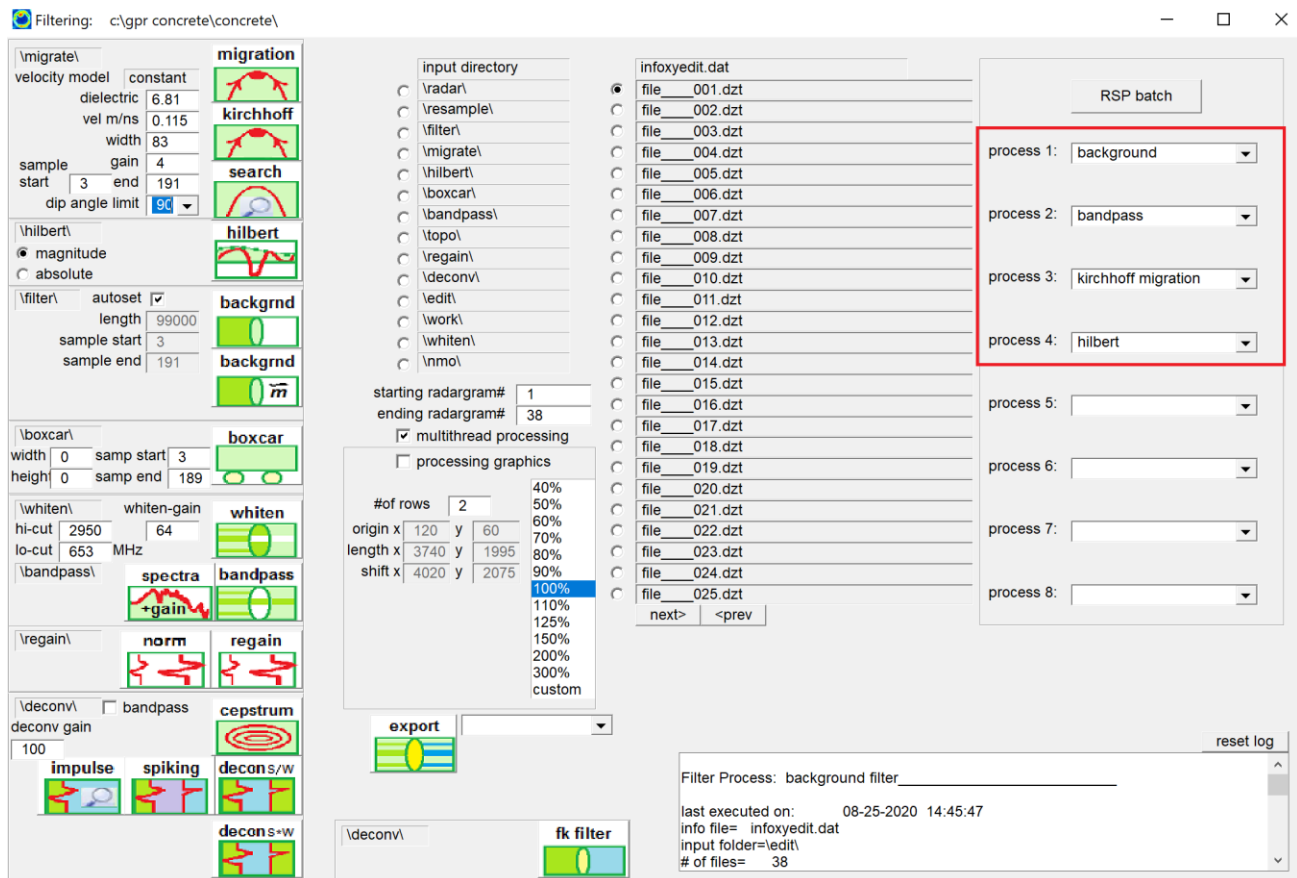 Filtering: c:\gpr concrete\concrete\
\migrate\
migration
velocity model constant
dielectric 6.81
vel m/ns 0.115
kirchhoff
width 83
sample gain 4
search
start 3 end 191
dip angle limit 90
\hilbert\
hilbert
magnitude
absolute
\filter\ autoset
backgrnd
length 99000
sample start 3
sample end 191
backgrnd
m
\boxcar\
boxcar
width 0 samp start 3
height 0 samp end 189
\whiten\ whiten-gain
whiten
hi-cut 2950 64
lo-cut 653 MHz
\bandpass\
spectra
bandpass
+gain
\regain\
norm
regain
\deconv\ bandpass
cepstrum
deconv gain
100
impulse
spiking
decon s/w
decon s*w
input directory
\radar\
\resample\
\filter\
\migrate\
\hilbert\
\boxcar\
\bandpass\
\topo\
\regain\
\deconv\
\edit\
\work\
\whiten\
\nmo\
starting radargram# 1
ending radargram# 38
multithread processing
processing graphics
#of rows 2
origin x 120 y 60
length x 3740 y 1995
shift x 4020 y 2075
40%
50%
60%
70%
80%
90%
100%
110%
125%
150%
200%
300%
custom
export
\deconv\
fk filter
infoxyedit.dat
file____001.dzt
file____002.dzt
file____003.dzt
file____004.dzt
file____005.dzt
file____006.dzt
file____007.dzt
file____008.dzt
file____009.dzt
file____010.dzt
file____011.dzt
file____012.dzt
file____013.dzt
file____014.dzt
file____015.dzt
file____016.dzt
file____017.dzt
file____018.dzt
file____019.dzt
file____020.dzt
file____021.dzt
file____022.dzt
file____023.dzt
file____024.dzt
file____025.dzt
next> <prev
RSP batch
process 1: background
process 2: bandpass
process 3: kirchhoff migration
process 4: hilbert
process 5:
process 6:
process 7:
process 8:
reset log
Filter Process: background filter____________________________
last executed on: 08-25-2020 14:45:47
info file= infoxyedit.dat
input folder=\edit\
# of files= 38